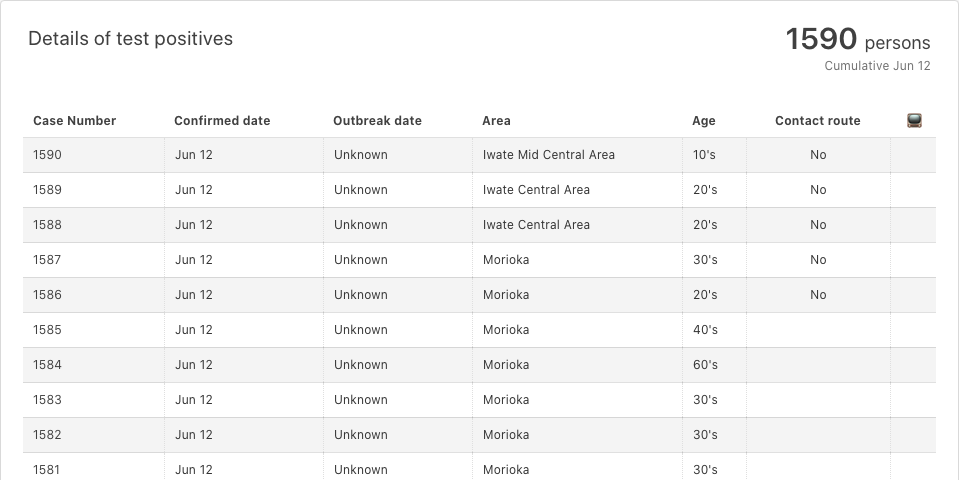 Details of test positives
1590 persons
Cumulative Jun 12
Case Number Confirmed date Outbreak date Area Age Contact route
1590 Jun 12 Unknown Iwate Mid Central Area 10's No
1589 Jun 12 Unknown Iwate Central Area 20's No
1588 Jun 12 Unknown Iwate Central Area 20's No
1587 Jun 12 Unknown Morioka 30's No
1586 Jun 12 Unknown Morioka 20's No
1585 Jun 12 Unknown Morioka 40's
1584 Jun 12 Unknown Morioka 60's
1583 Jun 12 Unknown Morioka 30's
1582 Jun 12 Unknown Morioka 30's
1581 Jun 12 Unknown Morioka 30's